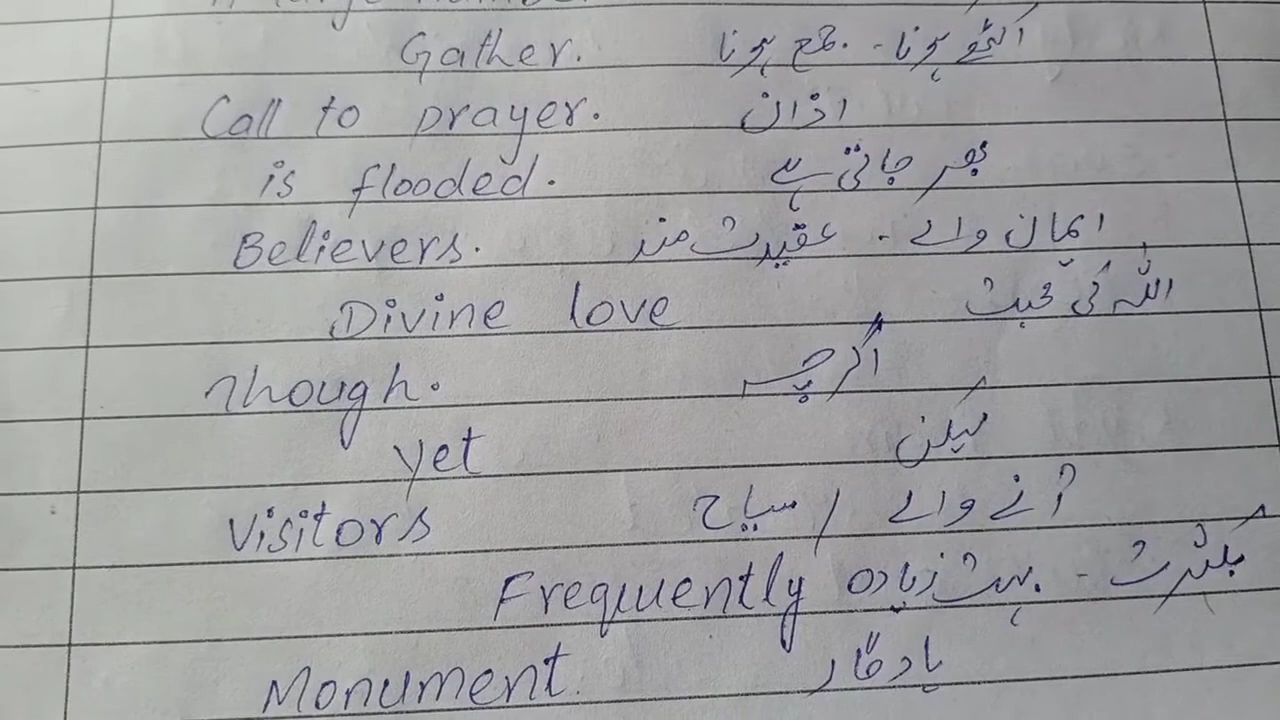 A large number
Gather. اکٹھے ہونا - جمع ہونا
Call to prayer. اذان
is flooded. بھر جاتی ہے
Believers. ایمان والے - عقیدت مند
Divine love اللہ کی محبت
Though. اگرچہ
yet لیکن
Visitors آنے والے / سیاح
Frequently بکثرت - بہت زیادہ
Monument. یادگار